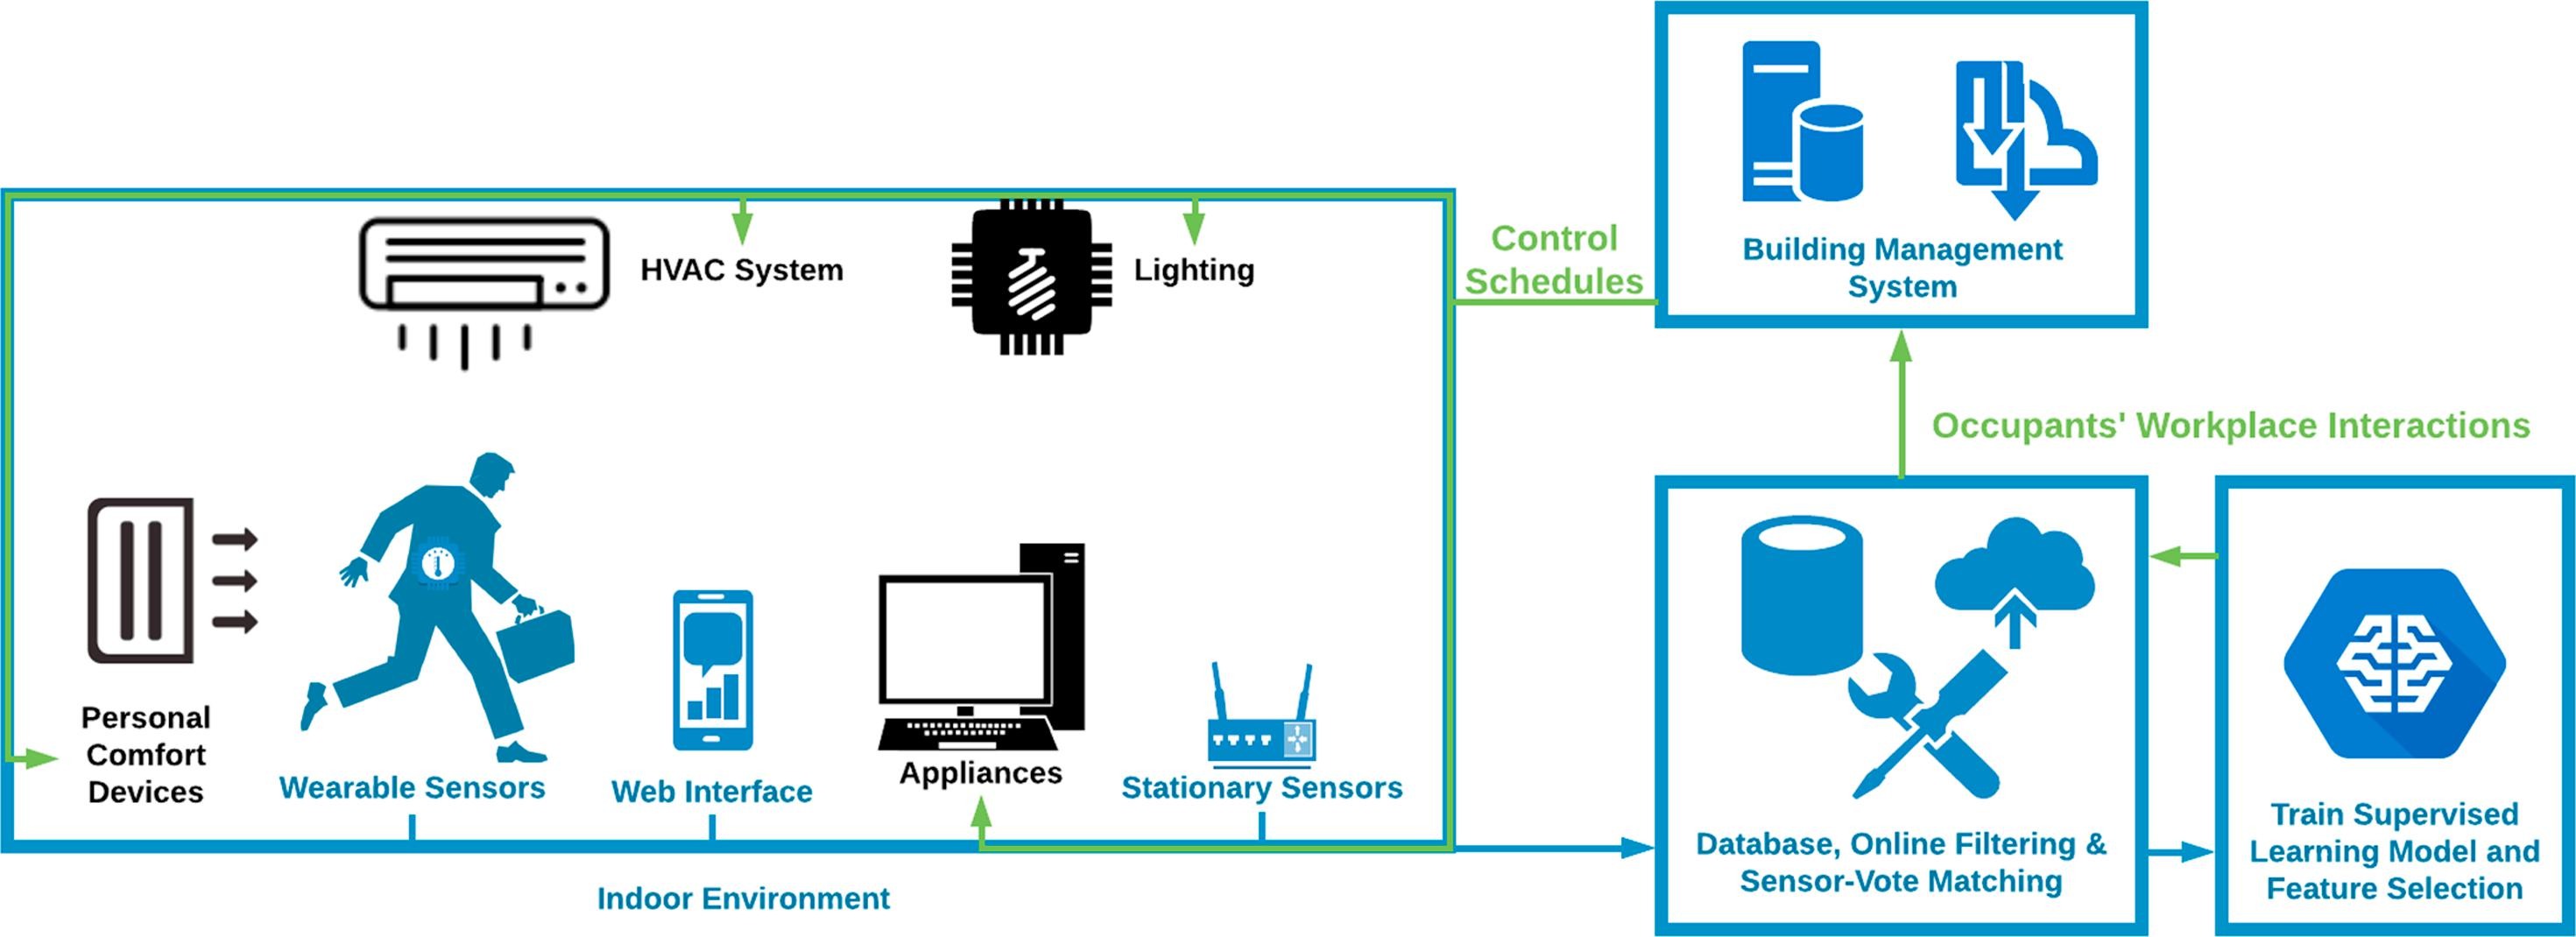 Building Management
System
Control
Schedules
HVAC System
Lighting
Occupants' Workplace Interactions
Personal
Comfort
Devices
Wearable Sensors
Web Interface
Appliances
Stationary Sensors
Indoor Environment
Database, Online Filtering &
Sensor-Vote Matching
Train Supervised
Learning Model and
Feature Selection